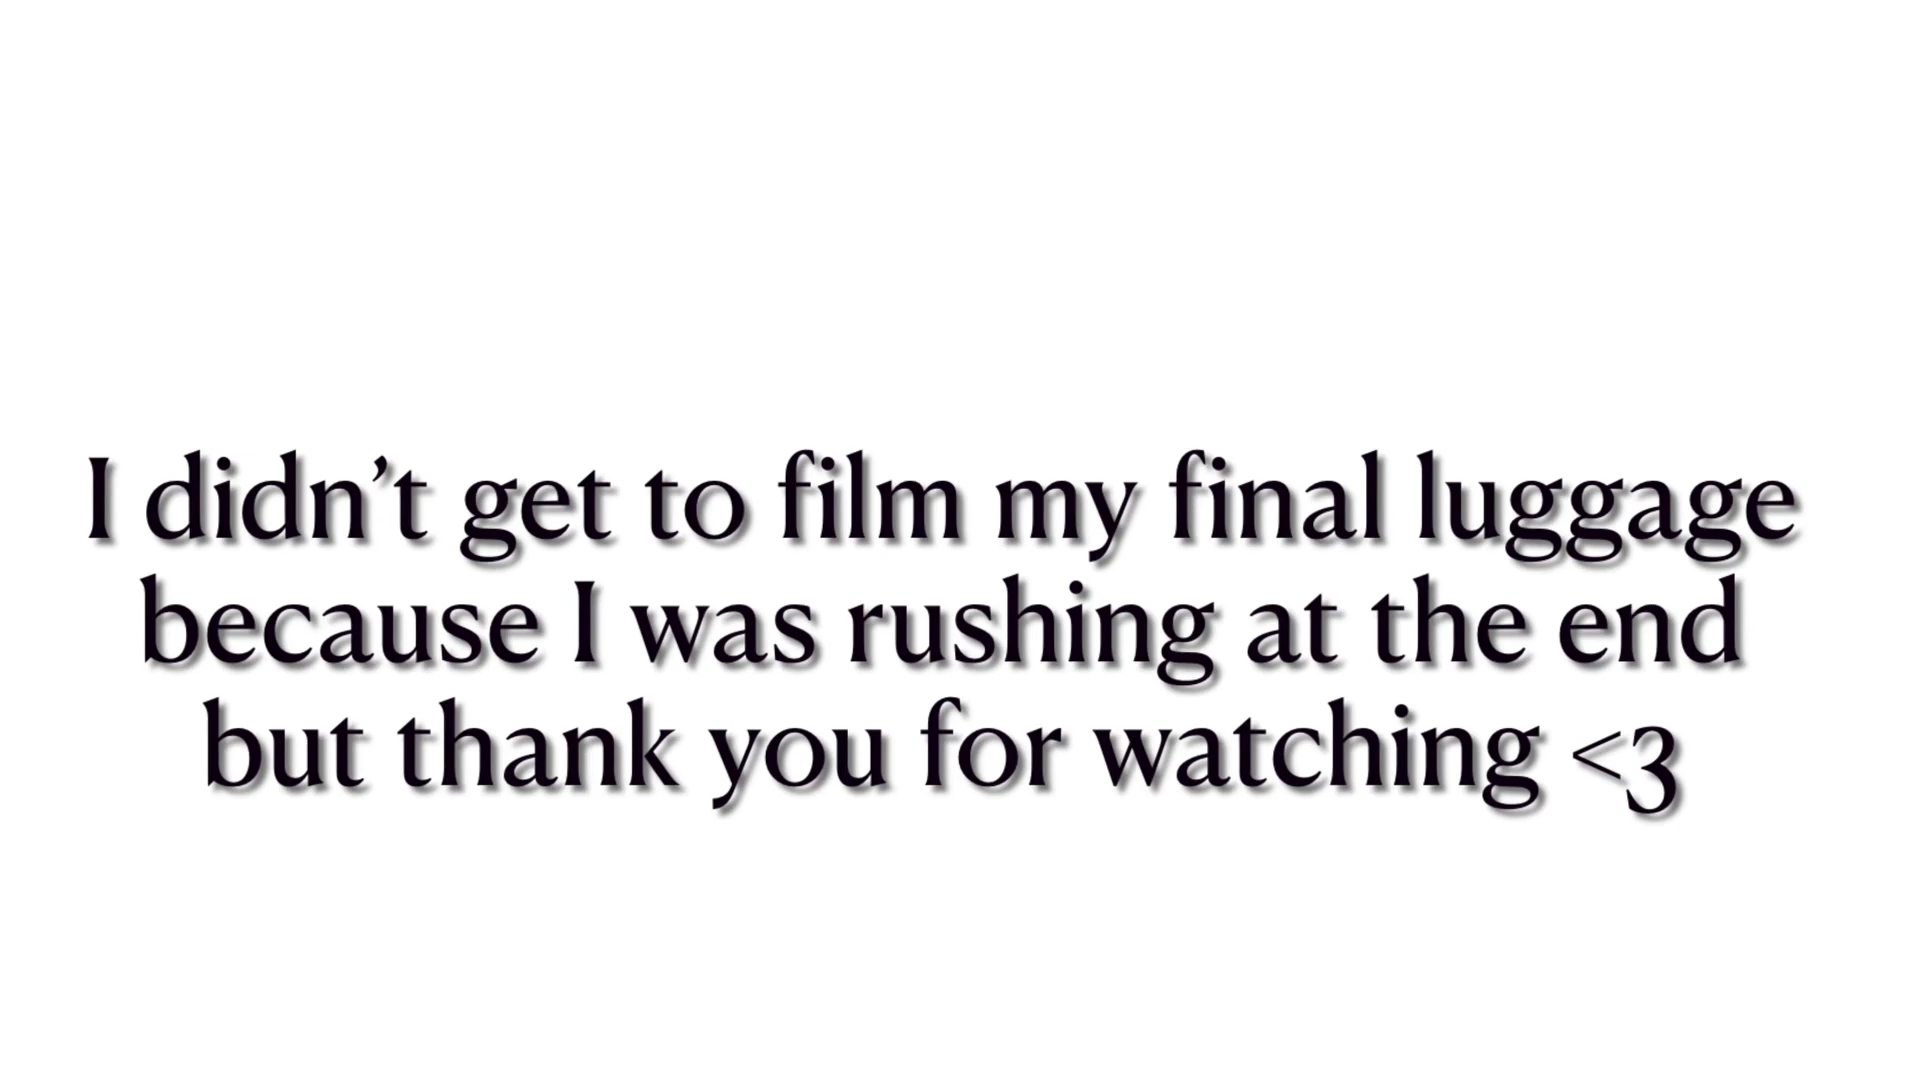 I didn’t get to film my final luggage
because I was rushing at the end
but thank you for watching <3